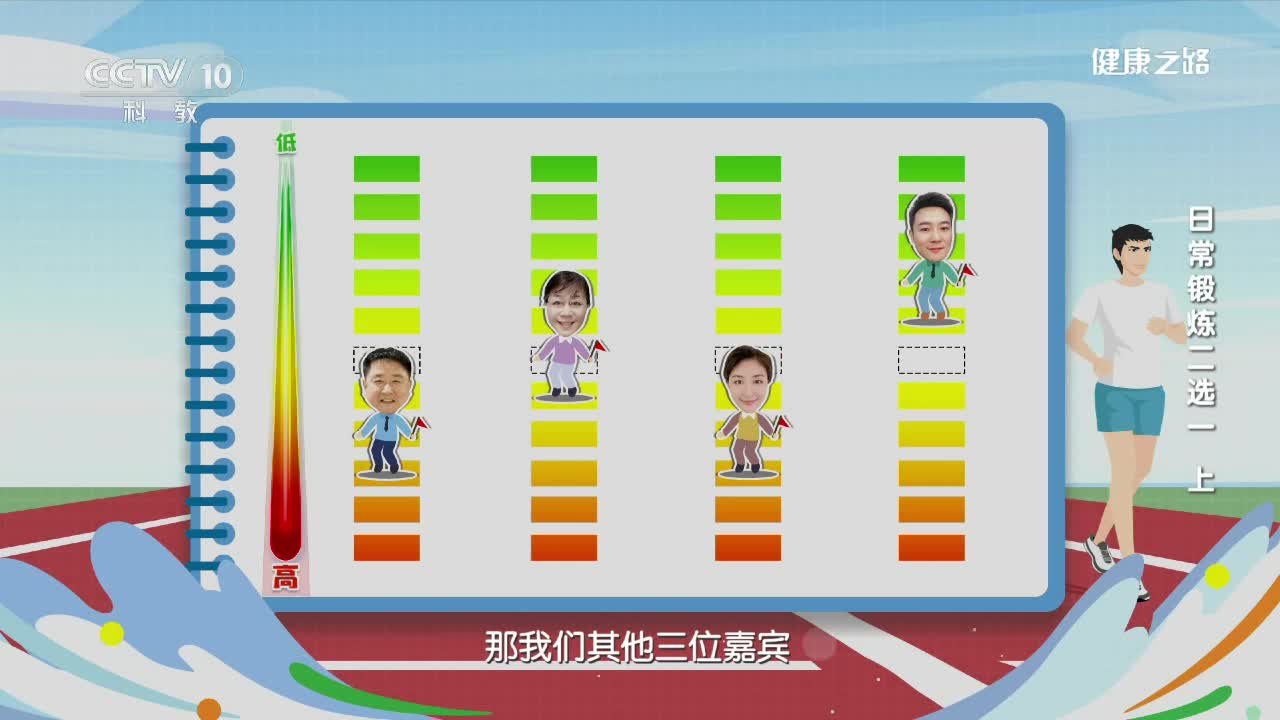 CCTV 10
科教
健康之路
低
高
日常锻炼二选一 上
那我们其他三位嘉宾